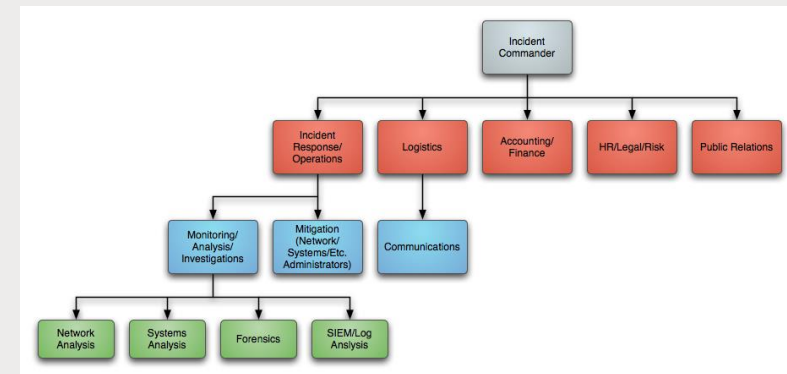 Incident
Commander
Incident
Response/
Operations
Logistics
Accounting/
Finance
HR/Legal/Risk
Public Relations
Monitoring/
Analysis/
Investigations
Mitigation
(Network/
Systems/Etc.
Administrators)
Communications
Network
Analysis
Systems
Analysis
Forensics
SIEM/Log
Anslysis